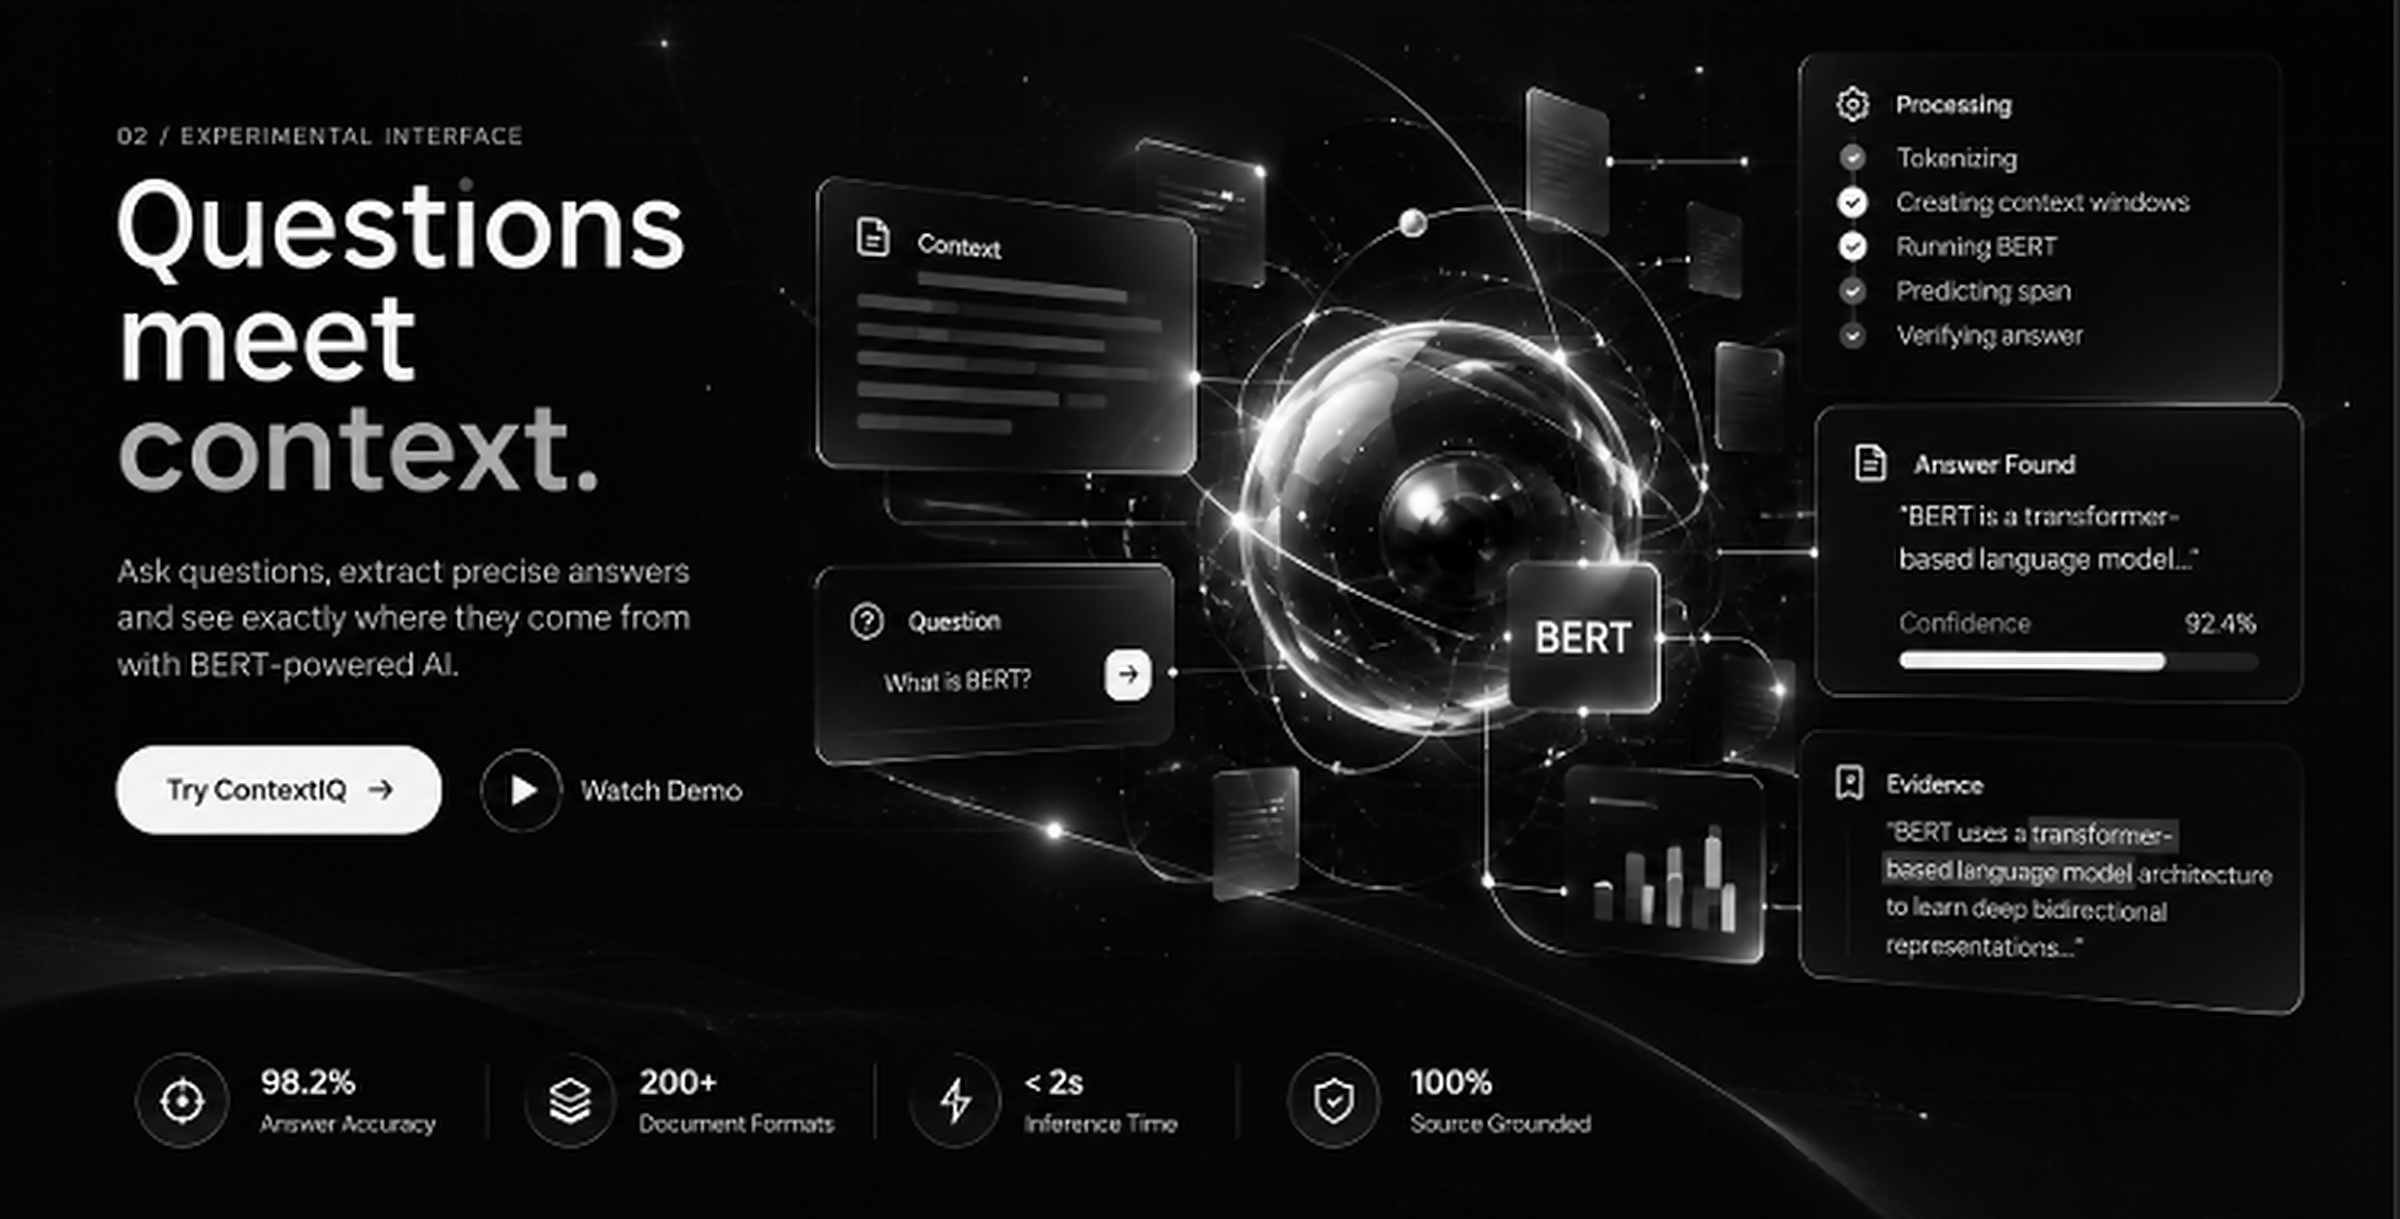 02 / EXPERIMENTAL INTERFACE
Questions
meet
context.
Ask questions, extract precise answers
and see exactly where they come from
with BERT-powered AI.
Try ContextIQ →
Watch Demo
Context
Question
What is BERT?
→
BERT
Processing
Tokenizing
Creating context windows
Running BERT
Predicting span
Verifying answer
Answer Found
"BERT is a transformer-
based language model..."
Confidence 92.4%
Evidence
"BERT uses a transformer-
based language model architecture
to learn deep bidirectional
representations..."
98.2%
Answer Accuracy
200+
Document Formats
< 2s
Inference Time
100%
Source Grounded